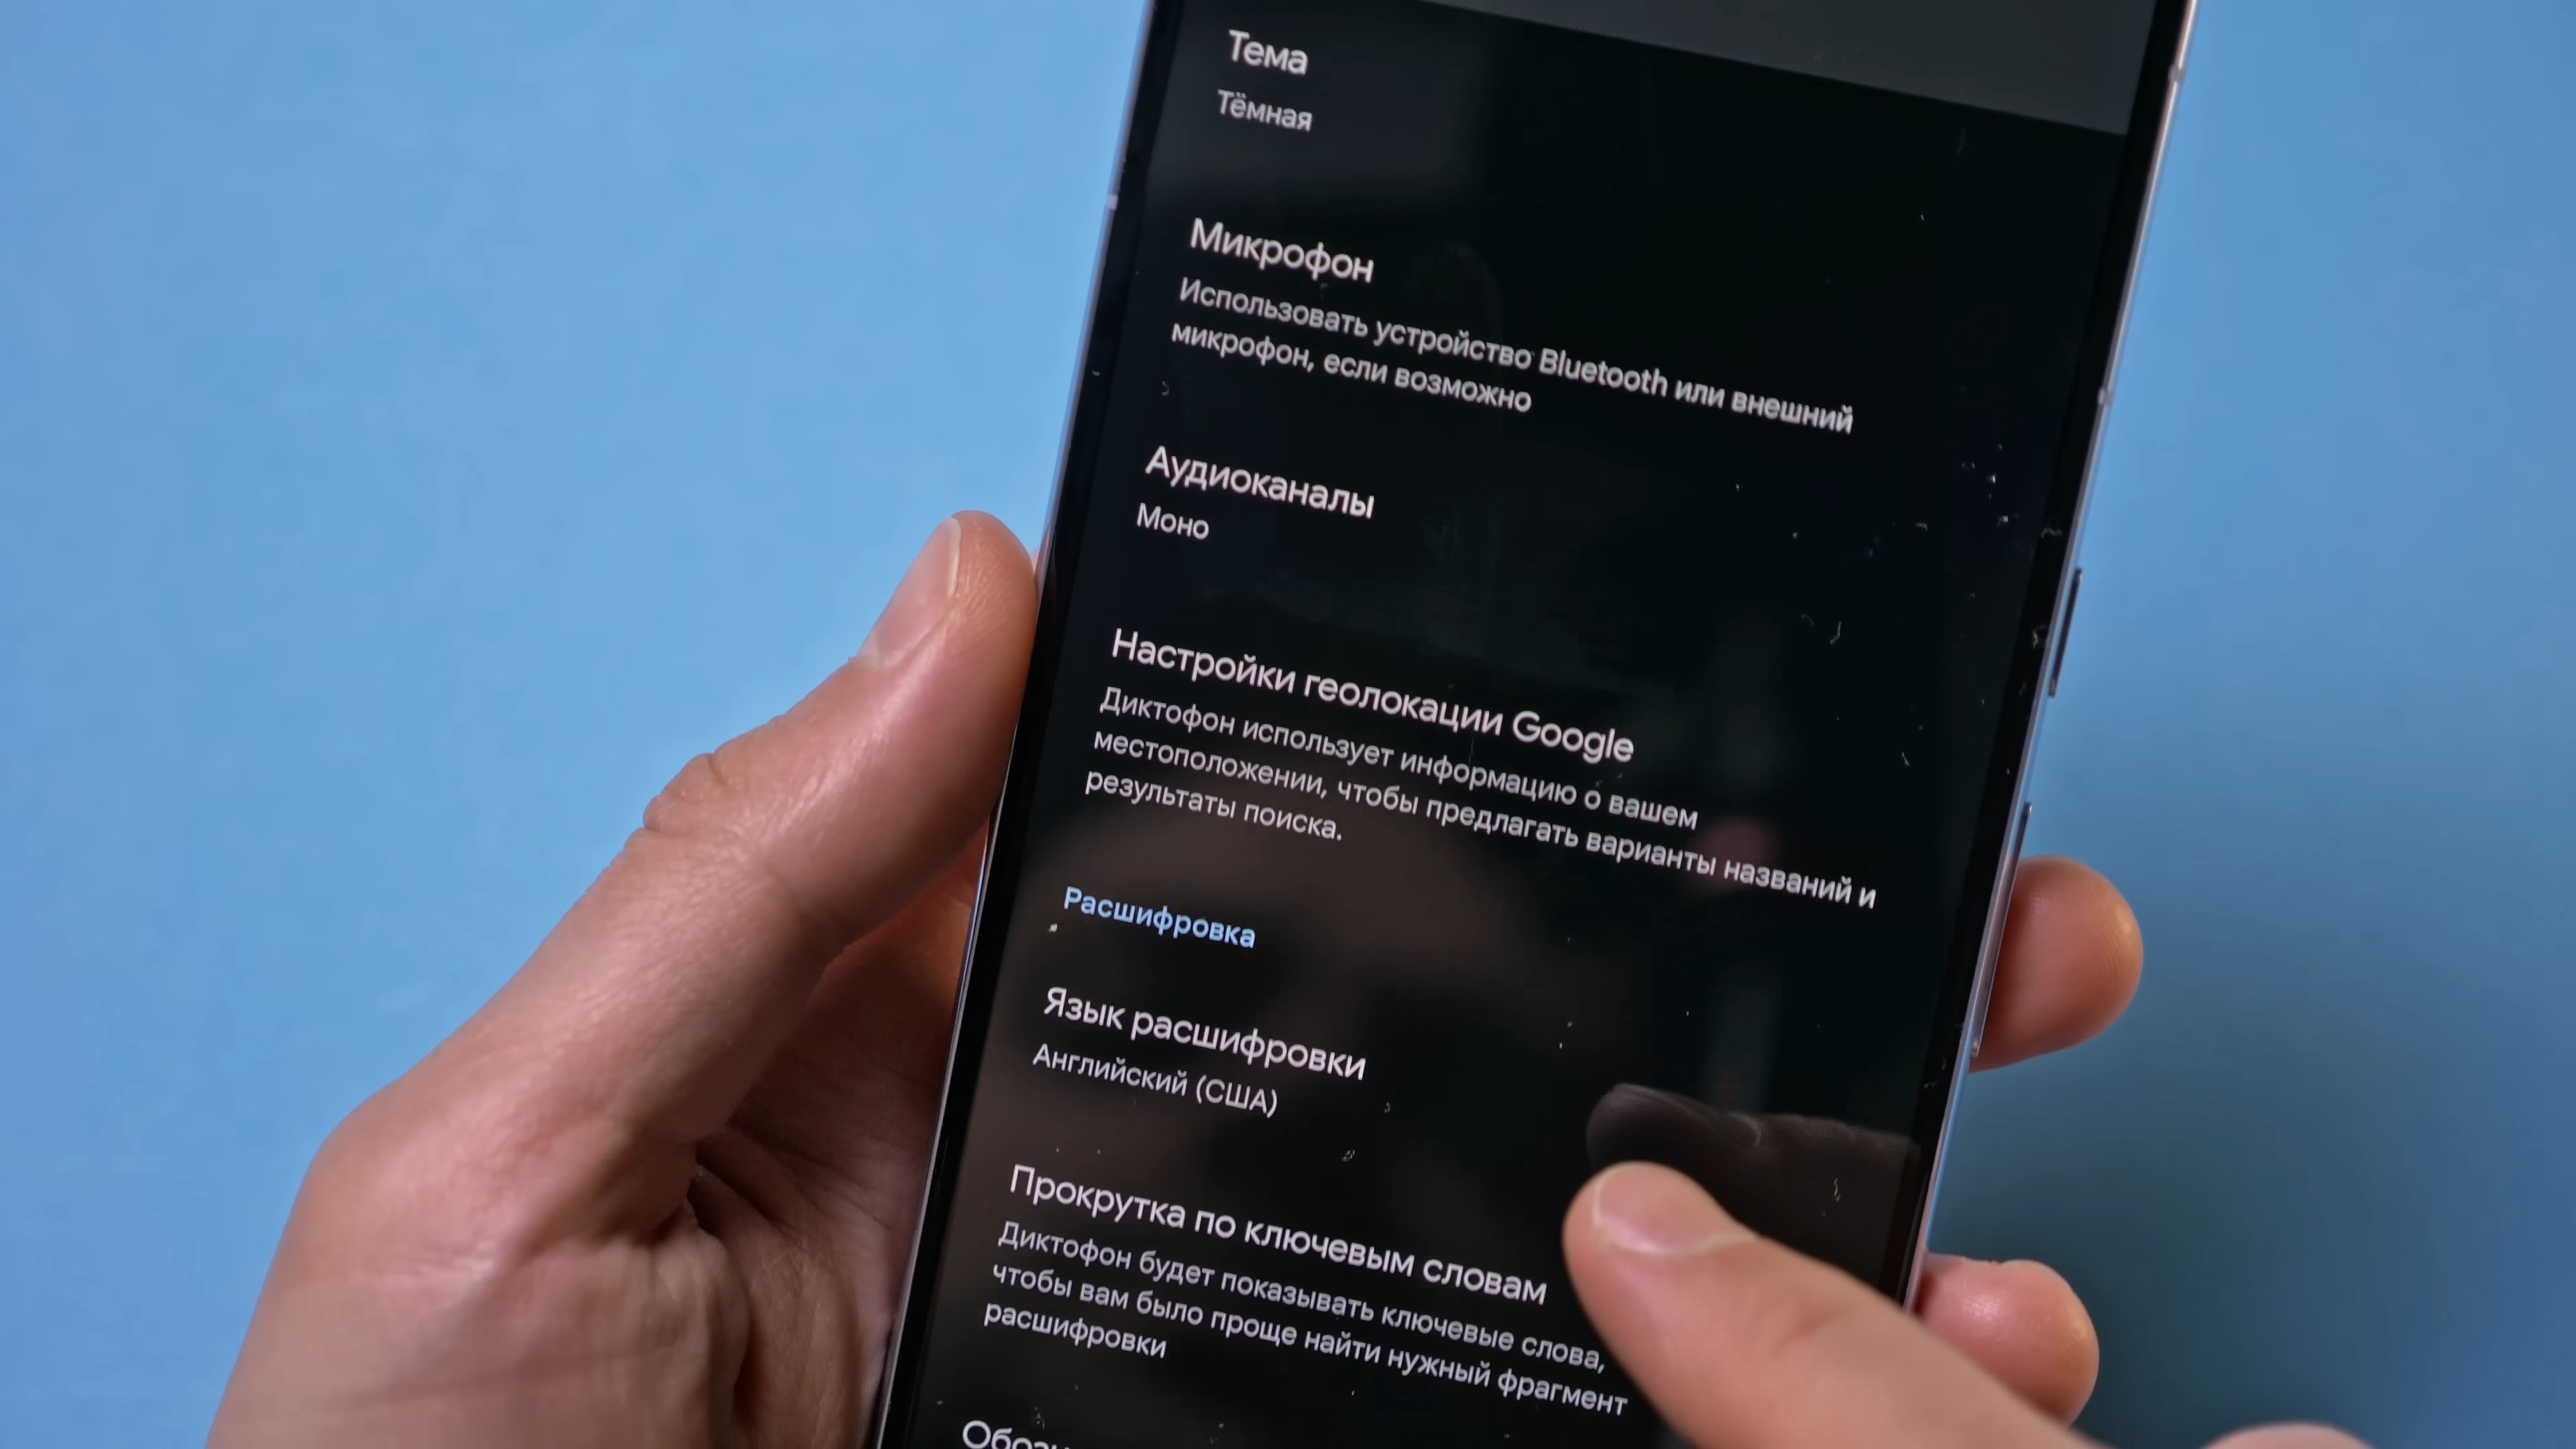 Тема
Тёмная
Микрофон
Использовать устройство Bluetooth или внешний
микрофон, если возможно
Аудиоканалы
Моно
Настройки геолокации Google
Диктофон использует информацию о вашем
местоположении, чтобы предлагать варианты названий и
результаты поиска.
Расшифровка
Язык расшифровки
Английский (США)
Прокрутка по ключевым словам
Диктофон будет показывать ключевые слова,
чтобы вам было проще найти нужный фрагмент
расшифровки